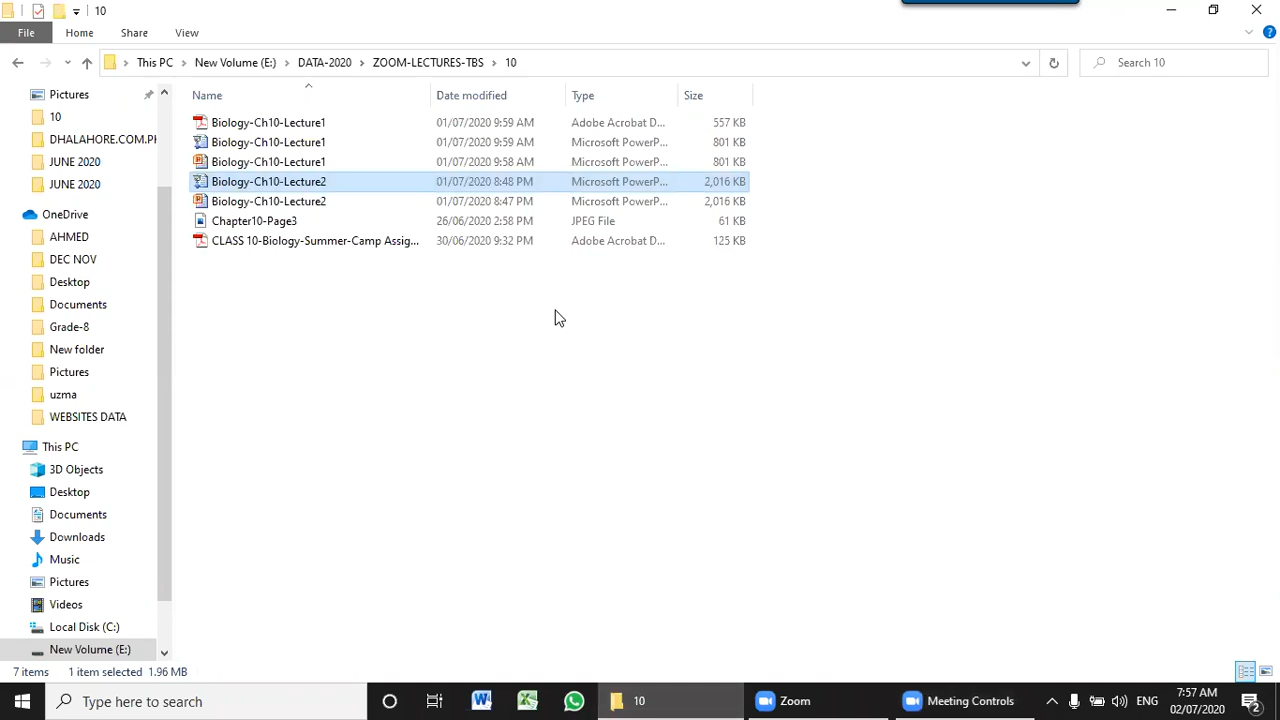 10
File Home Share View
This PC New Volume (E:) DATA-2020 ZOOM-LECTURES-TBS 10 Search 10
Name Date modified Type Size
Biology-Ch10-Lecture1 01/07/2020 9:59 AM Adobe Acrobat D... 557 KB
Biology-Ch10-Lecture1 01/07/2020 9:59 AM Microsoft PowerP... 801 KB
Biology-Ch10-Lecture1 01/07/2020 9:58 AM Microsoft PowerP... 801 KB
Biology-Ch10-Lecture2 01/07/2020 8:48 PM Microsoft PowerP... 2,016 KB
Biology-Ch10-Lecture2 01/07/2020 8:47 PM Microsoft PowerP... 2,016 KB
Chapter10-Page3 26/06/2020 2:58 PM JPEG File 61 KB
CLASS 10-Biology-Summer-Camp Assig... 30/06/2020 9:32 PM Adobe Acrobat D... 125 KB
Pictures
10
DHALAHORE.COM.PK
JUNE 2020
JUNE 2020
OneDrive
AHMED
DEC NOV
Desktop
Documents
Grade-8
New folder
Pictures
uzma
WEBSITES DATA
This PC
3D Objects
Desktop
Documents
Downloads
Music
Pictures
Videos
Local Disk (C:)
New Volume (E:)
7 items 1 item selected 1.96 MB
Type here to search 10 Zoom Meeting Controls ENG 7:57 AM
02/07/2020 2